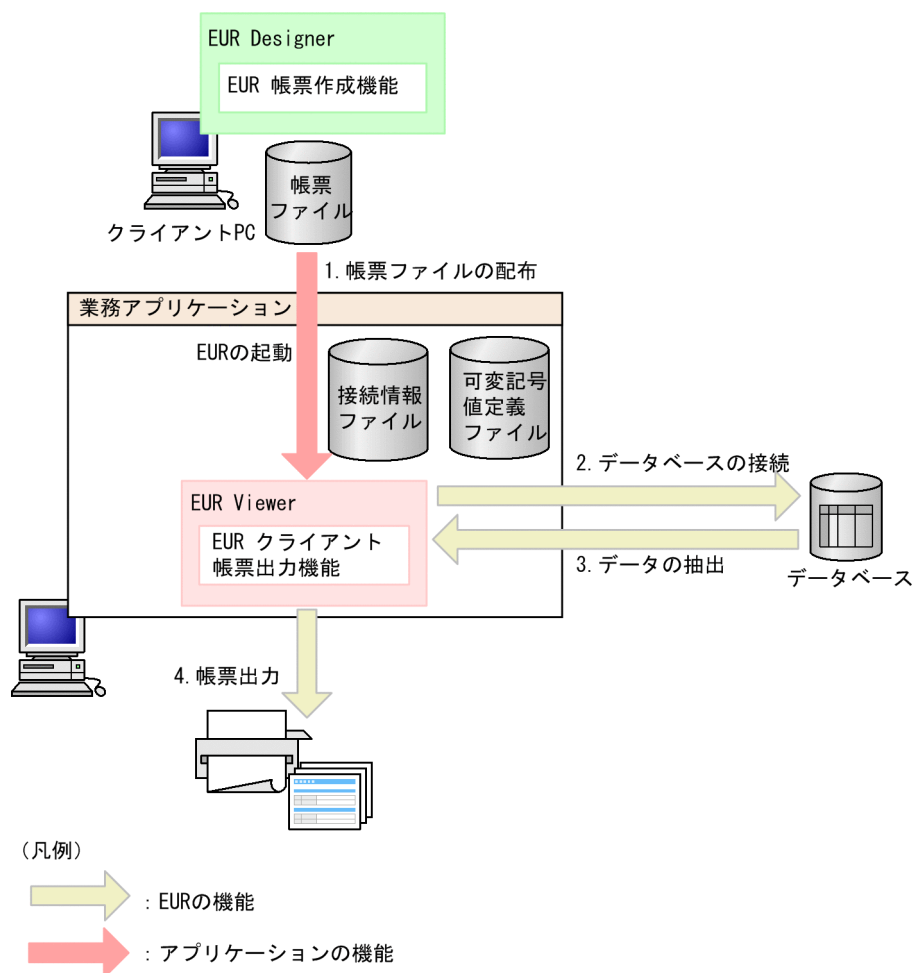 EUR Designer
EUR 帳票作成機能
帳票
ファイル
クライアントPC
1.帳票ファイルの配布
業務アプリケーション
EURの起動
接続情報
ファイル
可変記号
値定義
ファイル
2.データベースの接続
EUR Viewer
EUR クライアント
帳票出力機能
3.データの抽出
データベース
4.帳票出力
（凡例）
：EURの機能
：アプリケーションの機能